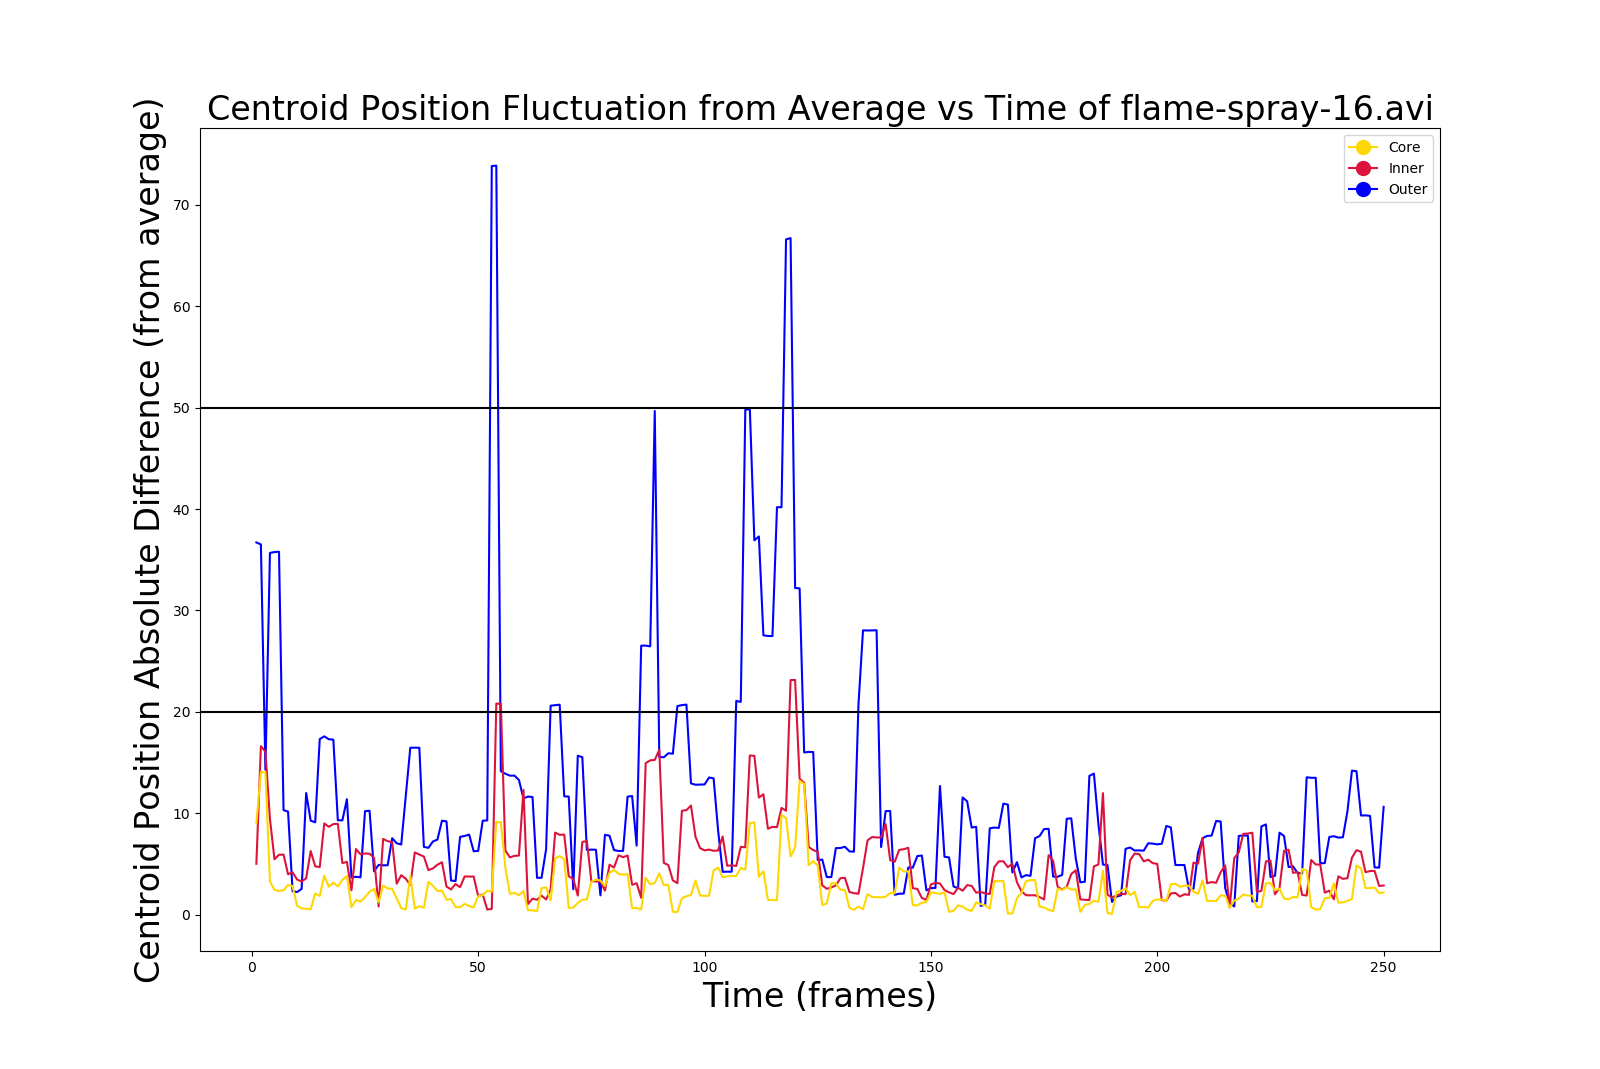 Centroid Position Fluctuation from Average vs Time of flame-spray-16.avi
Centroid Position Absolute Difference (from average)
Core
Inner
Outer
70
60
50
40
30
20
10
0
0 50 100 150 200 250
Time (frames)